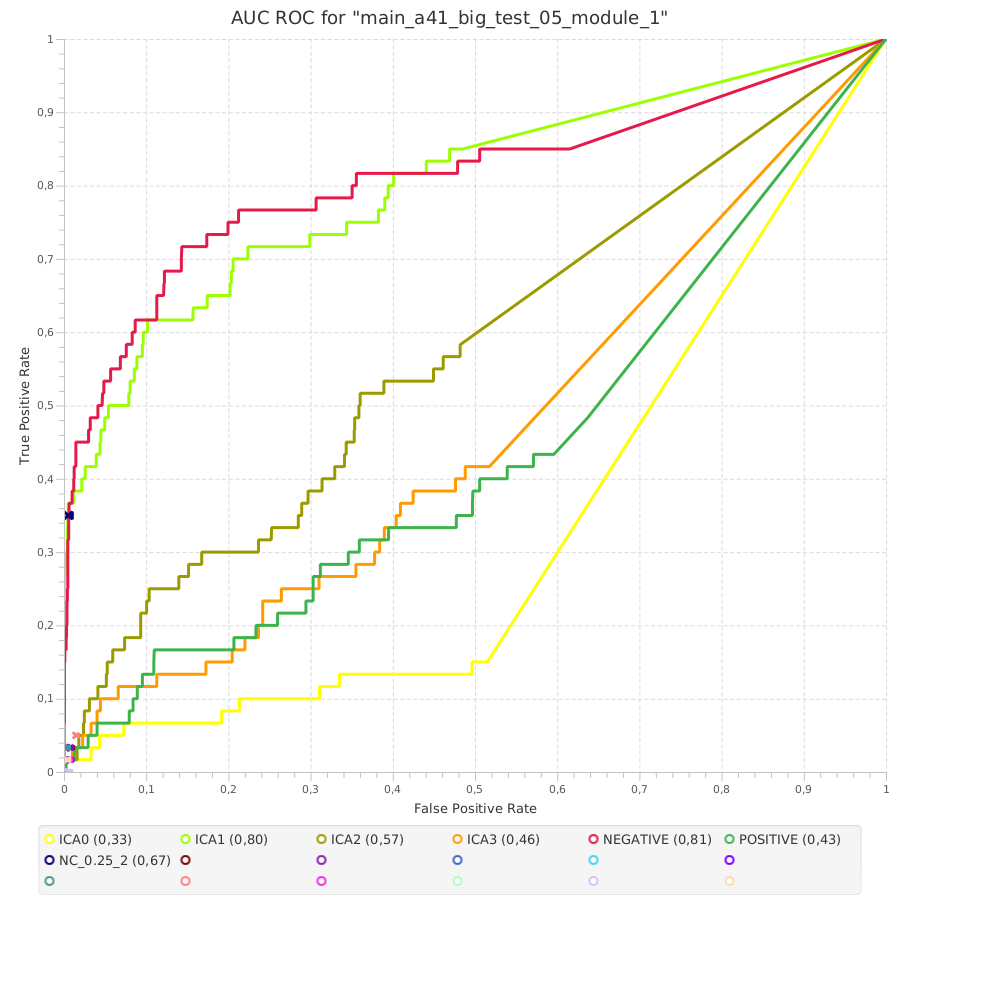 AUC ROC for "main_a41_big_test_05_module_1"
1
0,9
0,8
0,7
0,6
0,5
0,4
0,3
0,2
0,1
0
True Positive Rate
0 0,1 0,2 0,3 0,4 0,5 0,6 0,7 0,8 0,9 1
False Positive Rate
ICA0 (0,33) ICA1 (0,80) ICA2 (0,57) ICA3 (0,46) NEGATIVE (0,81) POSITIVE (0,43)
NC_0.25_2 (0,67)